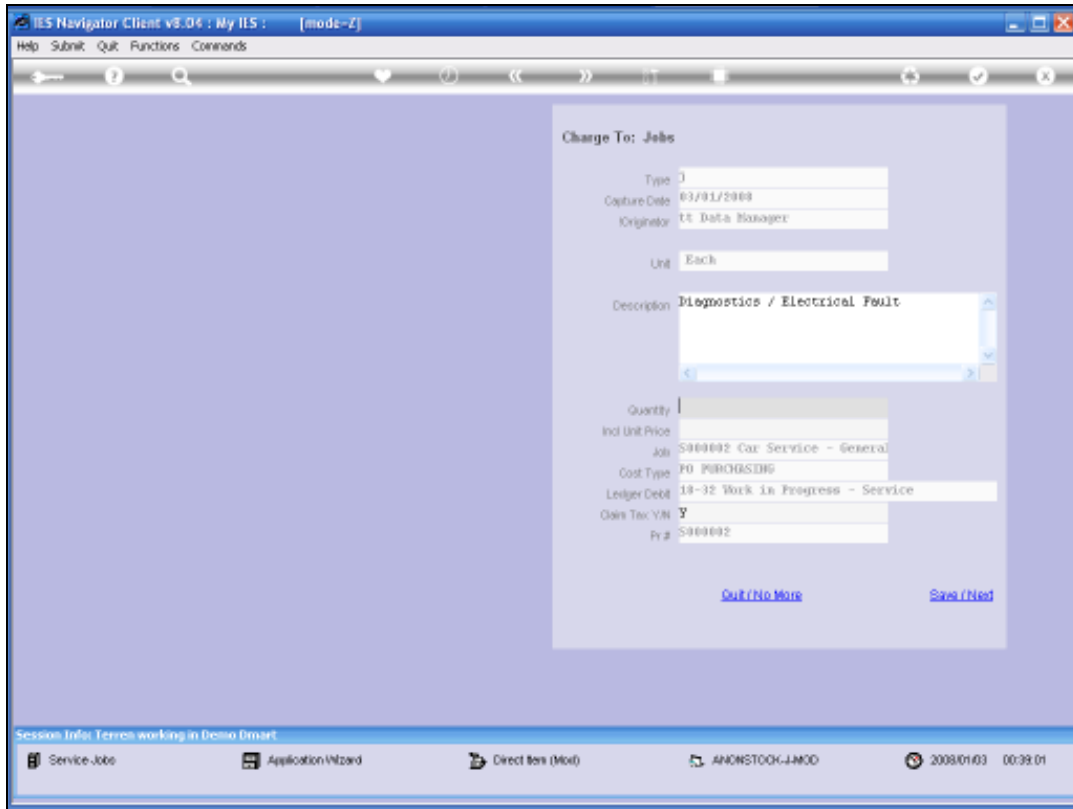 IES Navigator Client v8.04 : My IES : [mode=Z]
Help Submit Quit Functions Commands
Charge To: Jobs
Type J
Capture Date 03/01/2008
!Originator tt Data Manager
Unit Each
Description Diagnostics / Electrical Fault
Quantity
Incl Unit Price
Job S000002 Car Service - General
Cost Type PO PURCHASING
Ledger Debit 18-32 Work in Progress - Service
Claim Tax Y/N Y
Pr # S000002
Quit / No More Save / Next
Session Info: Terren working in Demo Dmart
Service Jobs Application Wizard Direct Item (Mod) ANONSTOCK-J-MOD 2008/01/03 00:39:01